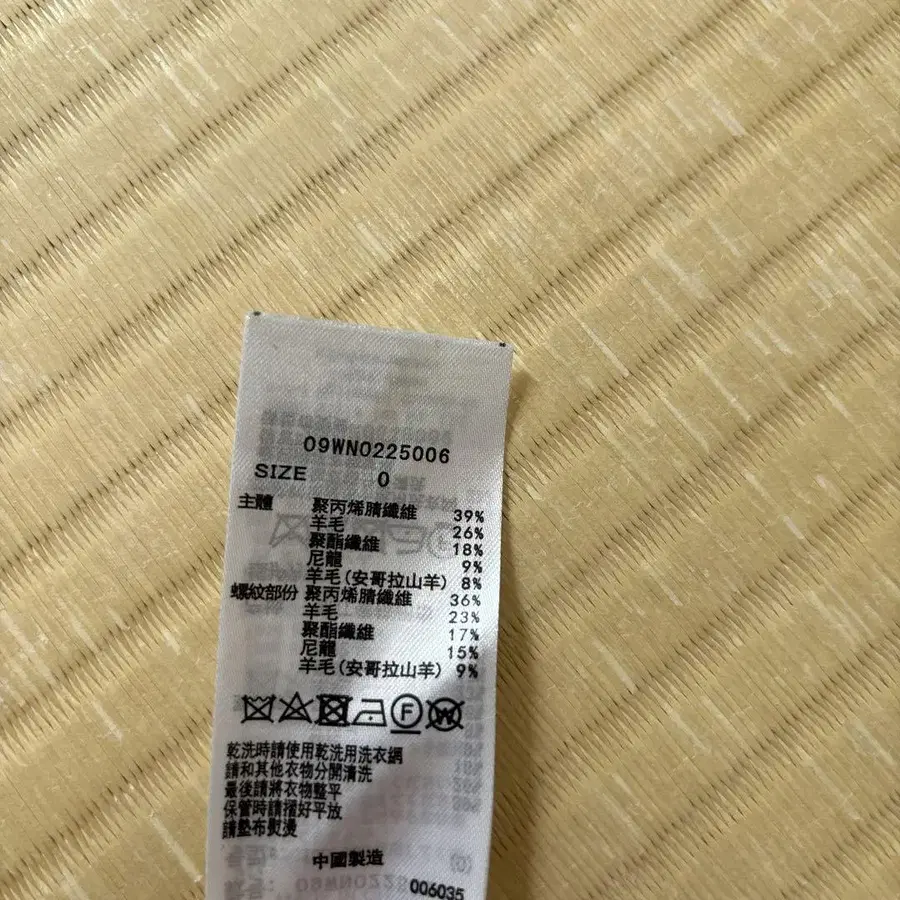 09WN0225006
SIZE 0
主體 聚丙烯腈纖維 39%
羊毛 26%
聚酯纖維 18%
尼龍 9%
羊毛(安哥拉山羊) 8%
螺紋部份 聚丙烯腈纖維 36%
羊毛 23%
聚酯纖維 17%
尼龍 15%
羊毛(安哥拉山羊) 9%
F W
乾洗時請使用乾洗用洗衣網
請和其他衣物分開清洗
最後請將衣物整平
保管時請摺好平放
請墊布熨燙
中國製造
006035